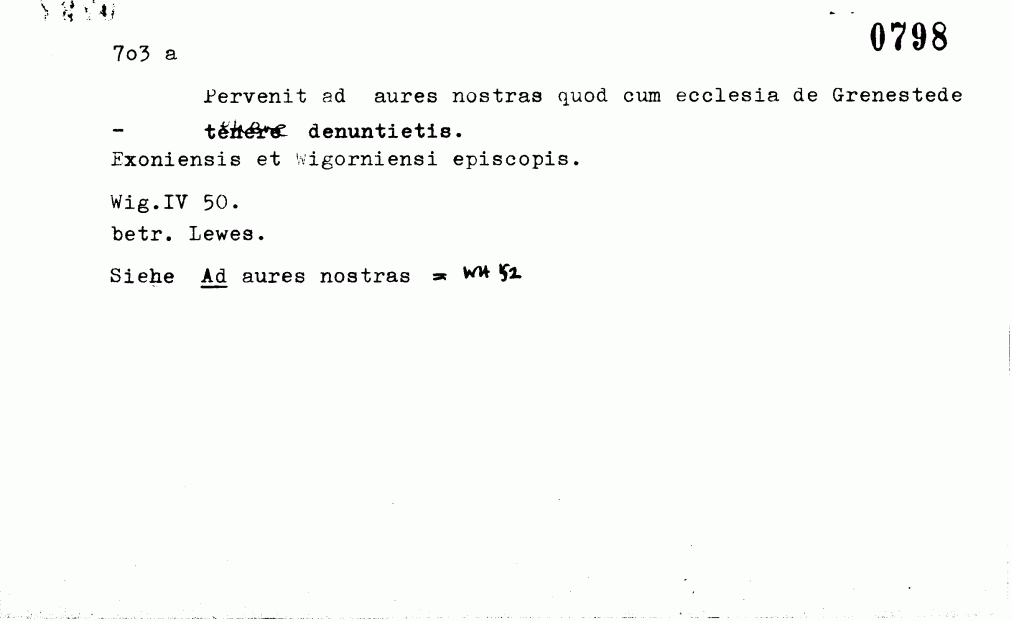 0798
7o3 a
Pervenit ad aures nostras quod cum ecclesia de Grenestede
- tenere denuntietis.
Exoniensis et Wigorniensi episcopis.
Wig.IV 50.
betr. Lewes.
Siehe Ad aures nostras = WH 52